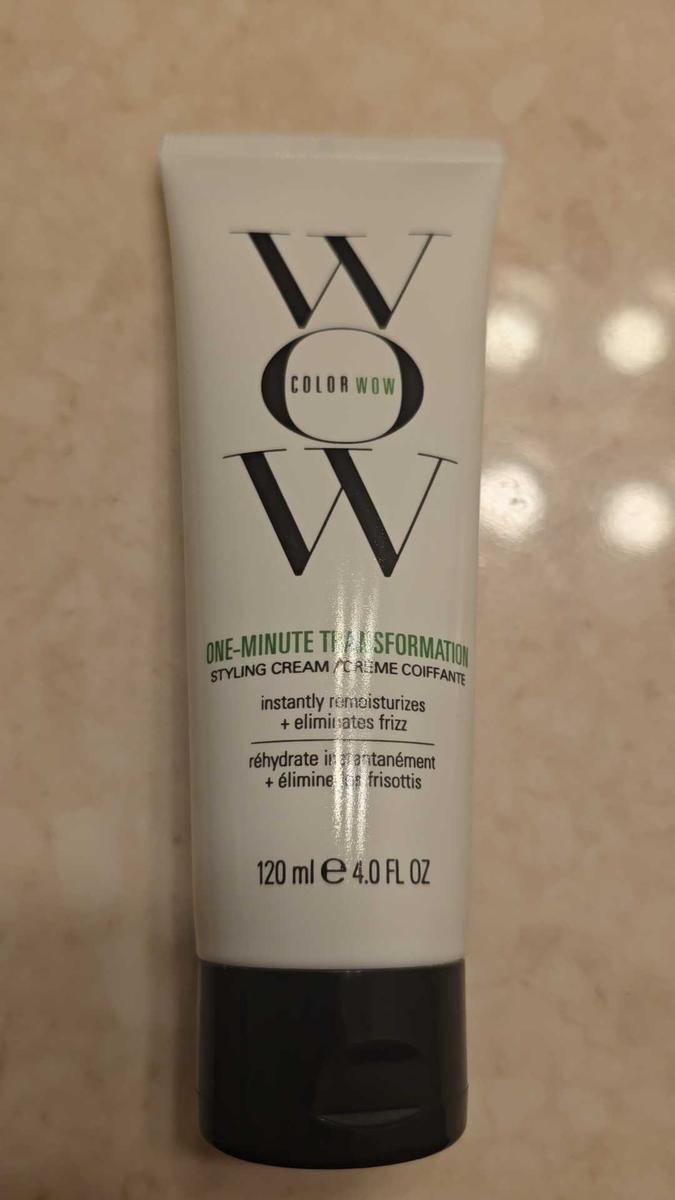 W
O
COLOR WOW
W
ONE-MINUTE TRANSFORMATION
STYLING CREAM / CRÈME COIFFANTE
instantly remoisturizes
+ eliminates frizz
réhydrate instantanément
+ élimine les frisottis
120 ml e 4.0 FL OZ